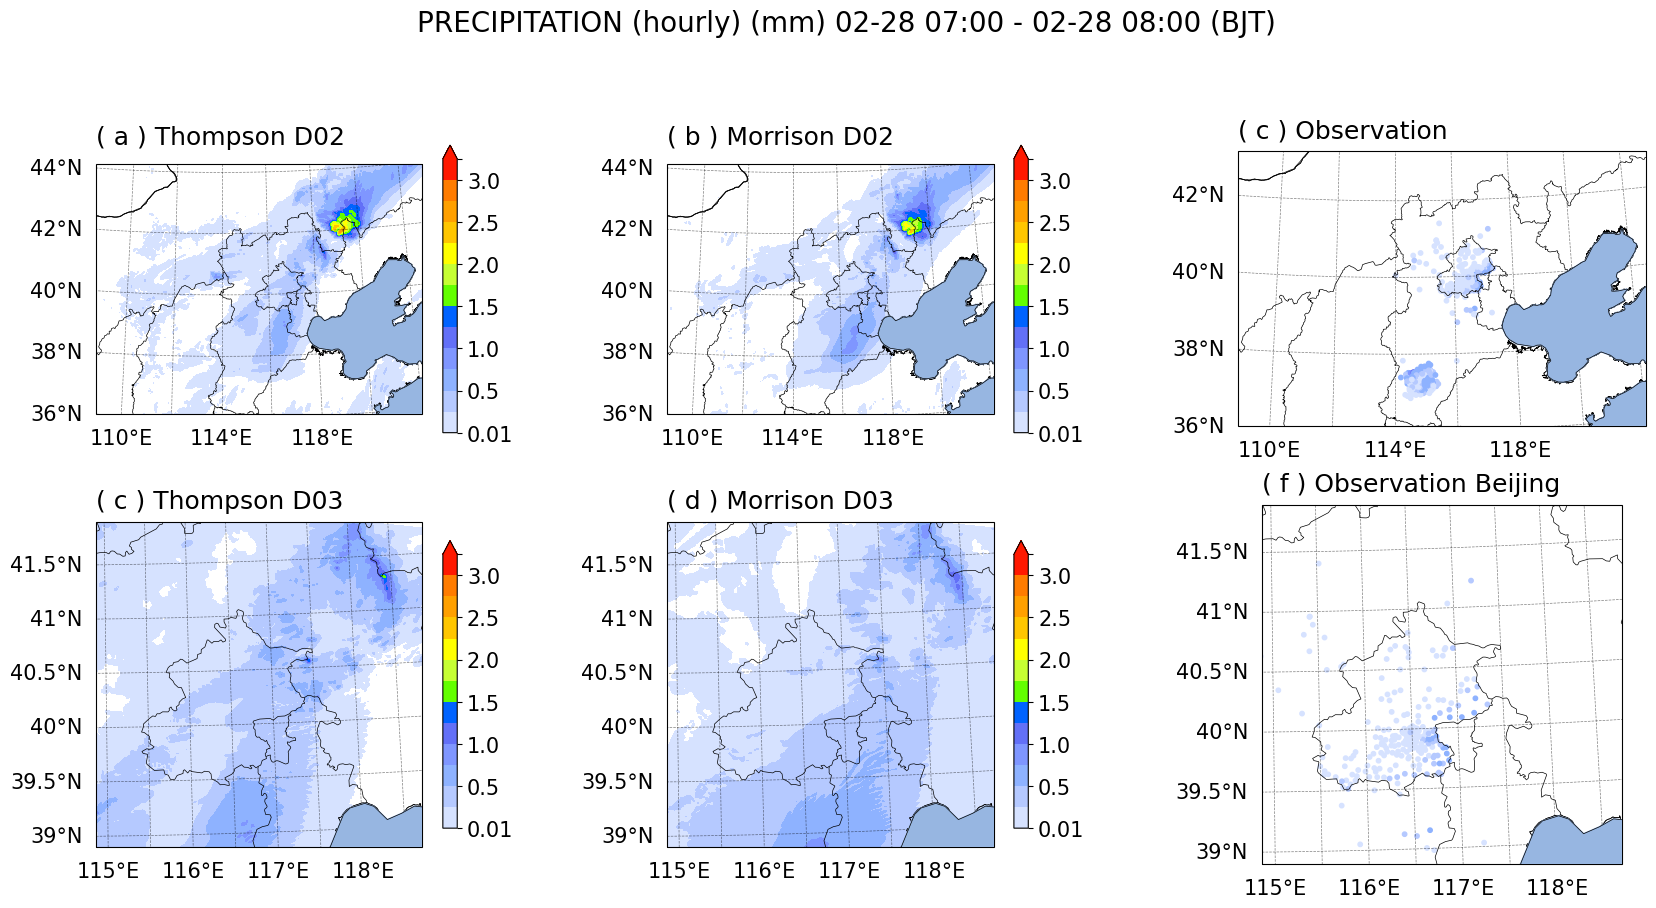 PRECIPITATION (hourly) (mm) 02-28 07:00 - 02-28 08:00 (BJT)
( a ) Thompson D02
44°N
42°N
40°N
38°N
36°N
110°E 114°E 118°E
3.0
2.5
2.0
1.5
1.0
0.5
0.01
( b ) Morrison D02
44°N
42°N
40°N
38°N
36°N
110°E 114°E 118°E
3.0
2.5
2.0
1.5
1.0
0.5
0.01
( c ) Observation
42°N
40°N
38°N
36°N
110°E 114°E 118°E
( c ) Thompson D03
41.5°N
41°N
40.5°N
40°N
39.5°N
39°N
115°E 116°E 117°E 118°E
3.0
2.5
2.0
1.5
1.0
0.5
0.01
( d ) Morrison D03
41.5°N
41°N
40.5°N
40°N
39.5°N
39°N
115°E 116°E 117°E 118°E
3.0
2.5
2.0
1.5
1.0
0.5
0.01
( f ) Observation Beijing
41.5°N
41°N
40.5°N
40°N
39.5°N
39°N
115°E 116°E 117°E 118°E